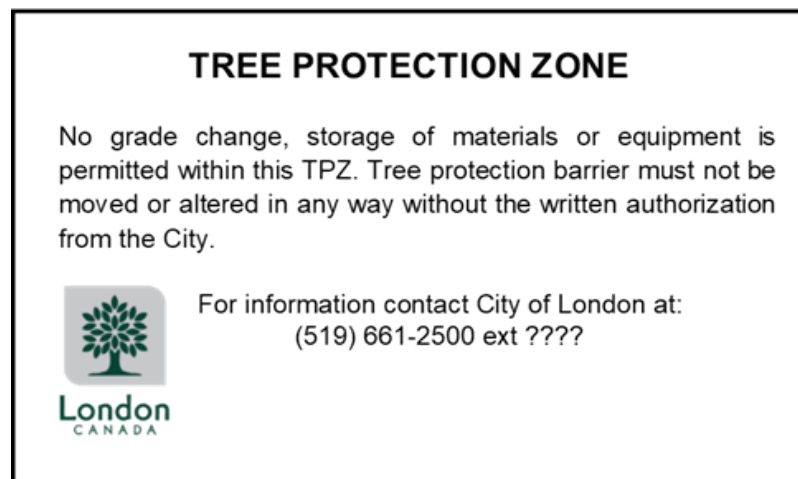 TREE PROTECTION ZONE
No grade change, storage of materials or equipment is
permitted within this TPZ. Tree protection barrier must not be
moved or altered in any way without the written authorization
from the City.
For information contact City of London at:
(519) 661-2500 ext ????
London
CANADA